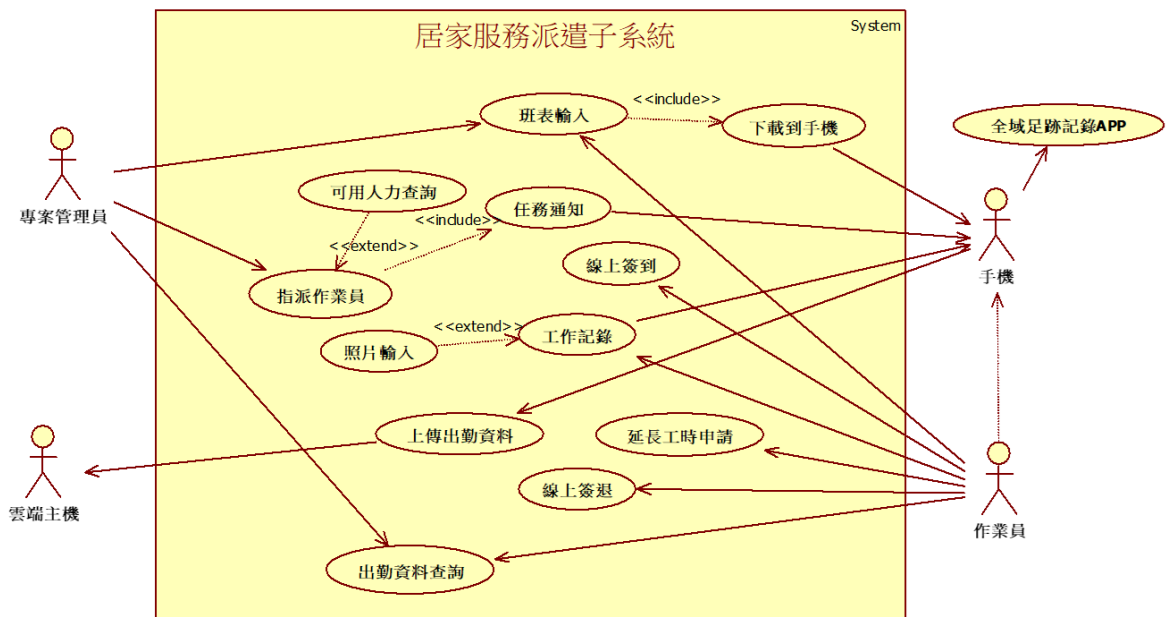 居家服務派遣子系統
System
班表輸入
<<include>>
下載到手機
全域足跡記錄APP
專案管理員
可用人力查詢
<<include>>
任務通知
<<extend>>
線上簽到
手機
指派作業員
照片輸入
<<extend>>
工作記錄
上傳出勤資料
延長工時申請
線上簽退
雲端主機
作業員
出勤資料查詢